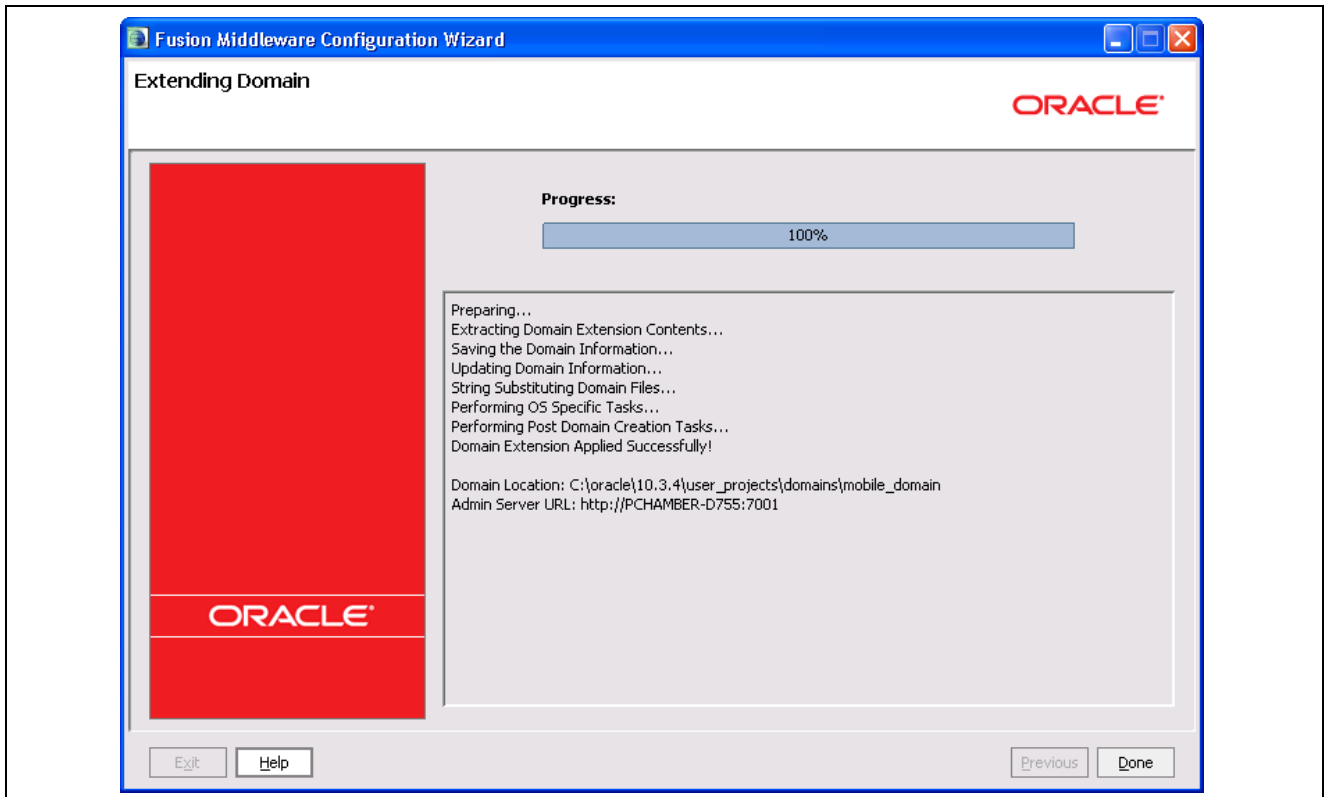 Fusion Middleware Configuration Wizard
Extending Domain
ORACLE®
Progress:
100%
Preparing...
Extracting Domain Extension Contents...
Saving the Domain Information...
Updating Domain Information...
String Substituting Domain Files...
Performing OS Specific Tasks...
Performing Post Domain Creation Tasks...
Domain Extension Applied Successfully!
Domain Location: C:\oracle\10.3.4\user_projects\domains\mobile_domain
Admin Server URL: http://PCHAMBER-D755:7001
ORACLE®
Exit
Help
Previous
Done